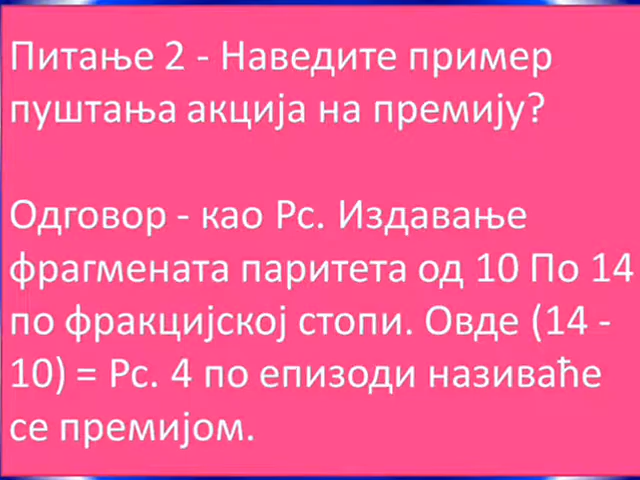 Питање 2 - Наведите пример
пуштања акција на премију?
Одговор - као Рс. Издавање
фрагмената паритета од 10 По 14
по фракцијској стопи. Овде (14 -
10) = Рс. 4 по епизоди називаће
се премијом.